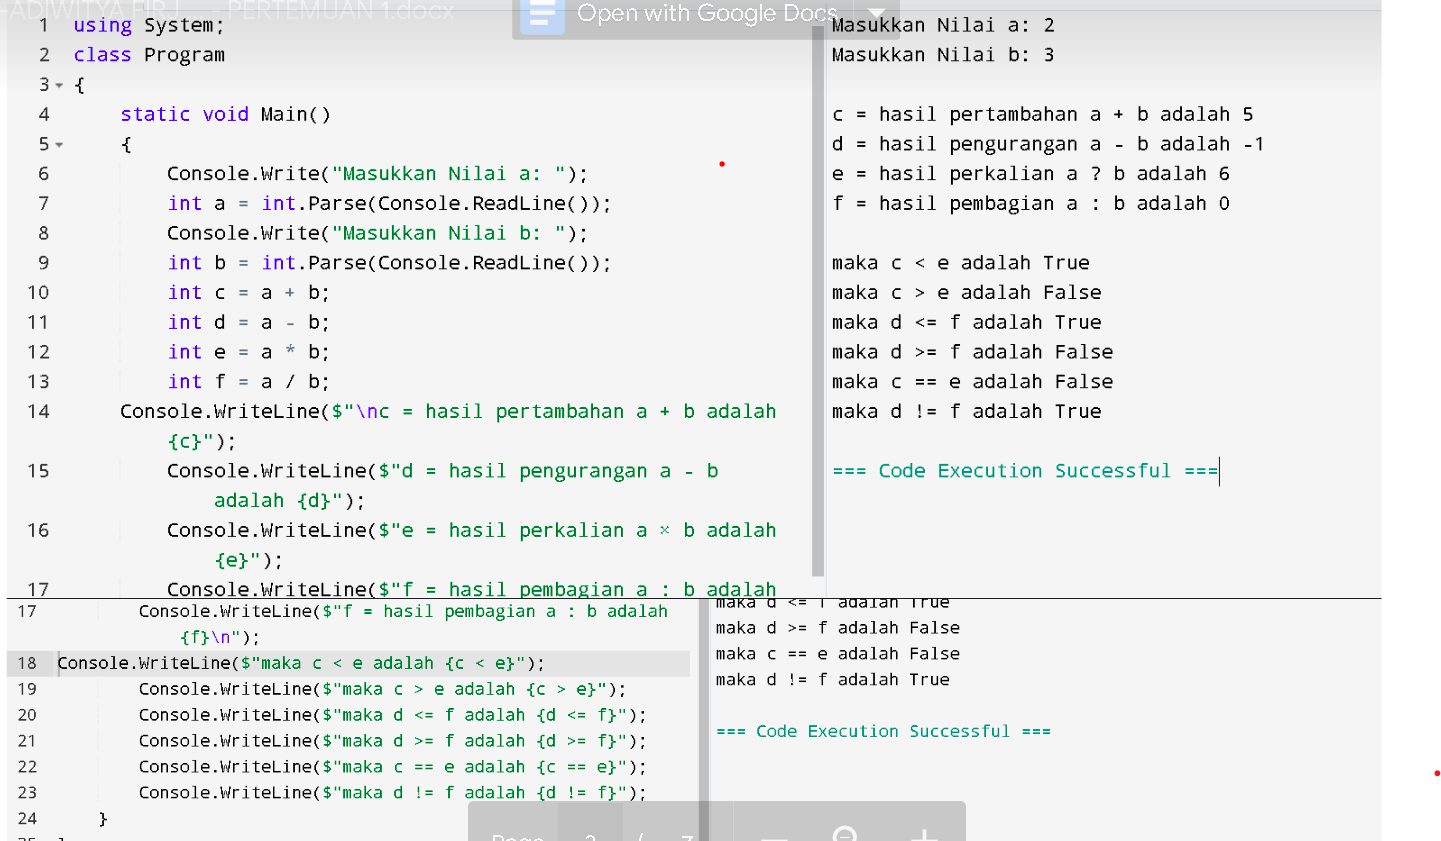 ADIWITYA FIRJ - PERTEMUAN 1.docx
Open with Google Docs
1 using System;
2 class Program
3 {
4 static void Main()
5 {
6 Console.Write("Masukkan Nilai a: ");
7 int a = int.Parse(Console.ReadLine());
8 Console.Write("Masukkan Nilai b: ");
9 int b = int.Parse(Console.ReadLine());
10 int c = a + b;
11 int d = a - b;
12 int e = a * b;
13 int f = a / b;
14 Console.WriteLine($"\nc = hasil pertambahan a + b adalah
{c}");
15 Console.WriteLine($"d = hasil pengurangan a - b
adalah {d}");
16 Console.WriteLine($"e = hasil perkalian a × b adalah
{e}");
17 Console.WriteLine($"f = hasil pembagian a : b adalah
Masukkan Nilai a: 2
Masukkan Nilai b: 3
c = hasil pertambahan a + b adalah 5
d = hasil pengurangan a - b adalah -1
e = hasil perkalian a ? b adalah 6
f = hasil pembagian a : b adalah 0
maka c < e adalah True
maka c > e adalah False
maka d <= f adalah True
maka d >= f adalah False
maka c == e adalah False
maka d != f adalah True
=== Code Execution Successful ===
17 Console.WriteLine($"f = hasil pembagian a : b adalah
{f}\n");
18 Console.WriteLine($"maka c < e adalah {c < e}");
19 Console.WriteLine($"maka c > e adalah {c > e}");
20 Console.WriteLine($"maka d <= f adalah {d <= f}");
21 Console.WriteLine($"maka d >= f adalah {d >= f}");
22 Console.WriteLine($"maka c == e adalah {c == e}");
23 Console.WriteLine($"maka d != f adalah {d != f}");
24 }
maka d <= f adalah True
maka d >= f adalah False
maka c == e adalah False
maka d != f adalah True
=== Code Execution Successful ===
Page / 3